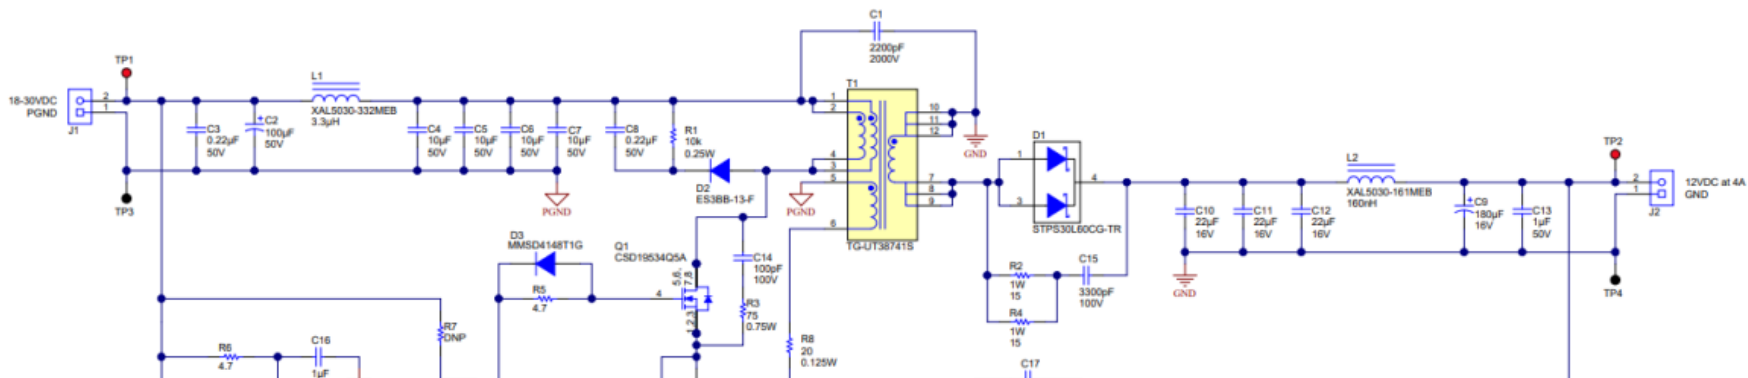 C1
2200pF
2000V
TP1
18-30VDC
PGND
2
1
J1
L1
XAL5030-332MEB
3.3µH
C3
0.22µF
50V
C2
100µF
50V
C4
10µF
50V
C5
10µF
50V
C6
10µF
50V
C7
10µF
50V
C8
0.22µF
50V
R1
10k
0.25W
D2
ES3BB-13-F
TP3
PGND
PGND
T1
1
2
4
3
5
6
10
11
12
7
8
9
TG-UT38741S
GND
D1
1
3
4
STPS30L60CG-TR
C10
22µF
16V
C11
22µF
16V
C12
22µF
16V
L2
XAL5030-161MEB
160nH
C9
180µF
16V
C13
1µF
50V
TP2
2
1
12VDC at 4A
GND
J2
TP4
GND
D3
MMSD4148T1G
R5
4.7
Q1
CSD19534Q5A
4
5,6,
7,8
1,2,3
C14
100pF
100V
R3
75
0.75W
R2
1W
15
R4
1W
15
C15
3300pF
100V
R7
DNP
R6
4.7
C16
1µF
R8
20
0.125W
C17